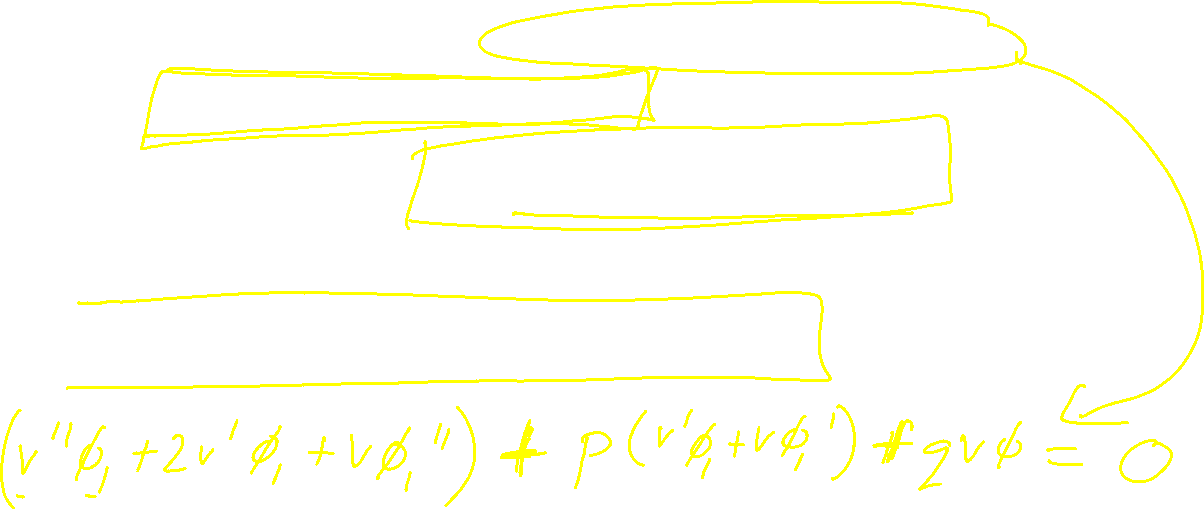 (v''ϕ₁ + 2v'ϕ₁ + vϕ₁'') + p(v'ϕ₁ + vϕ₁') + qvϕ = 0